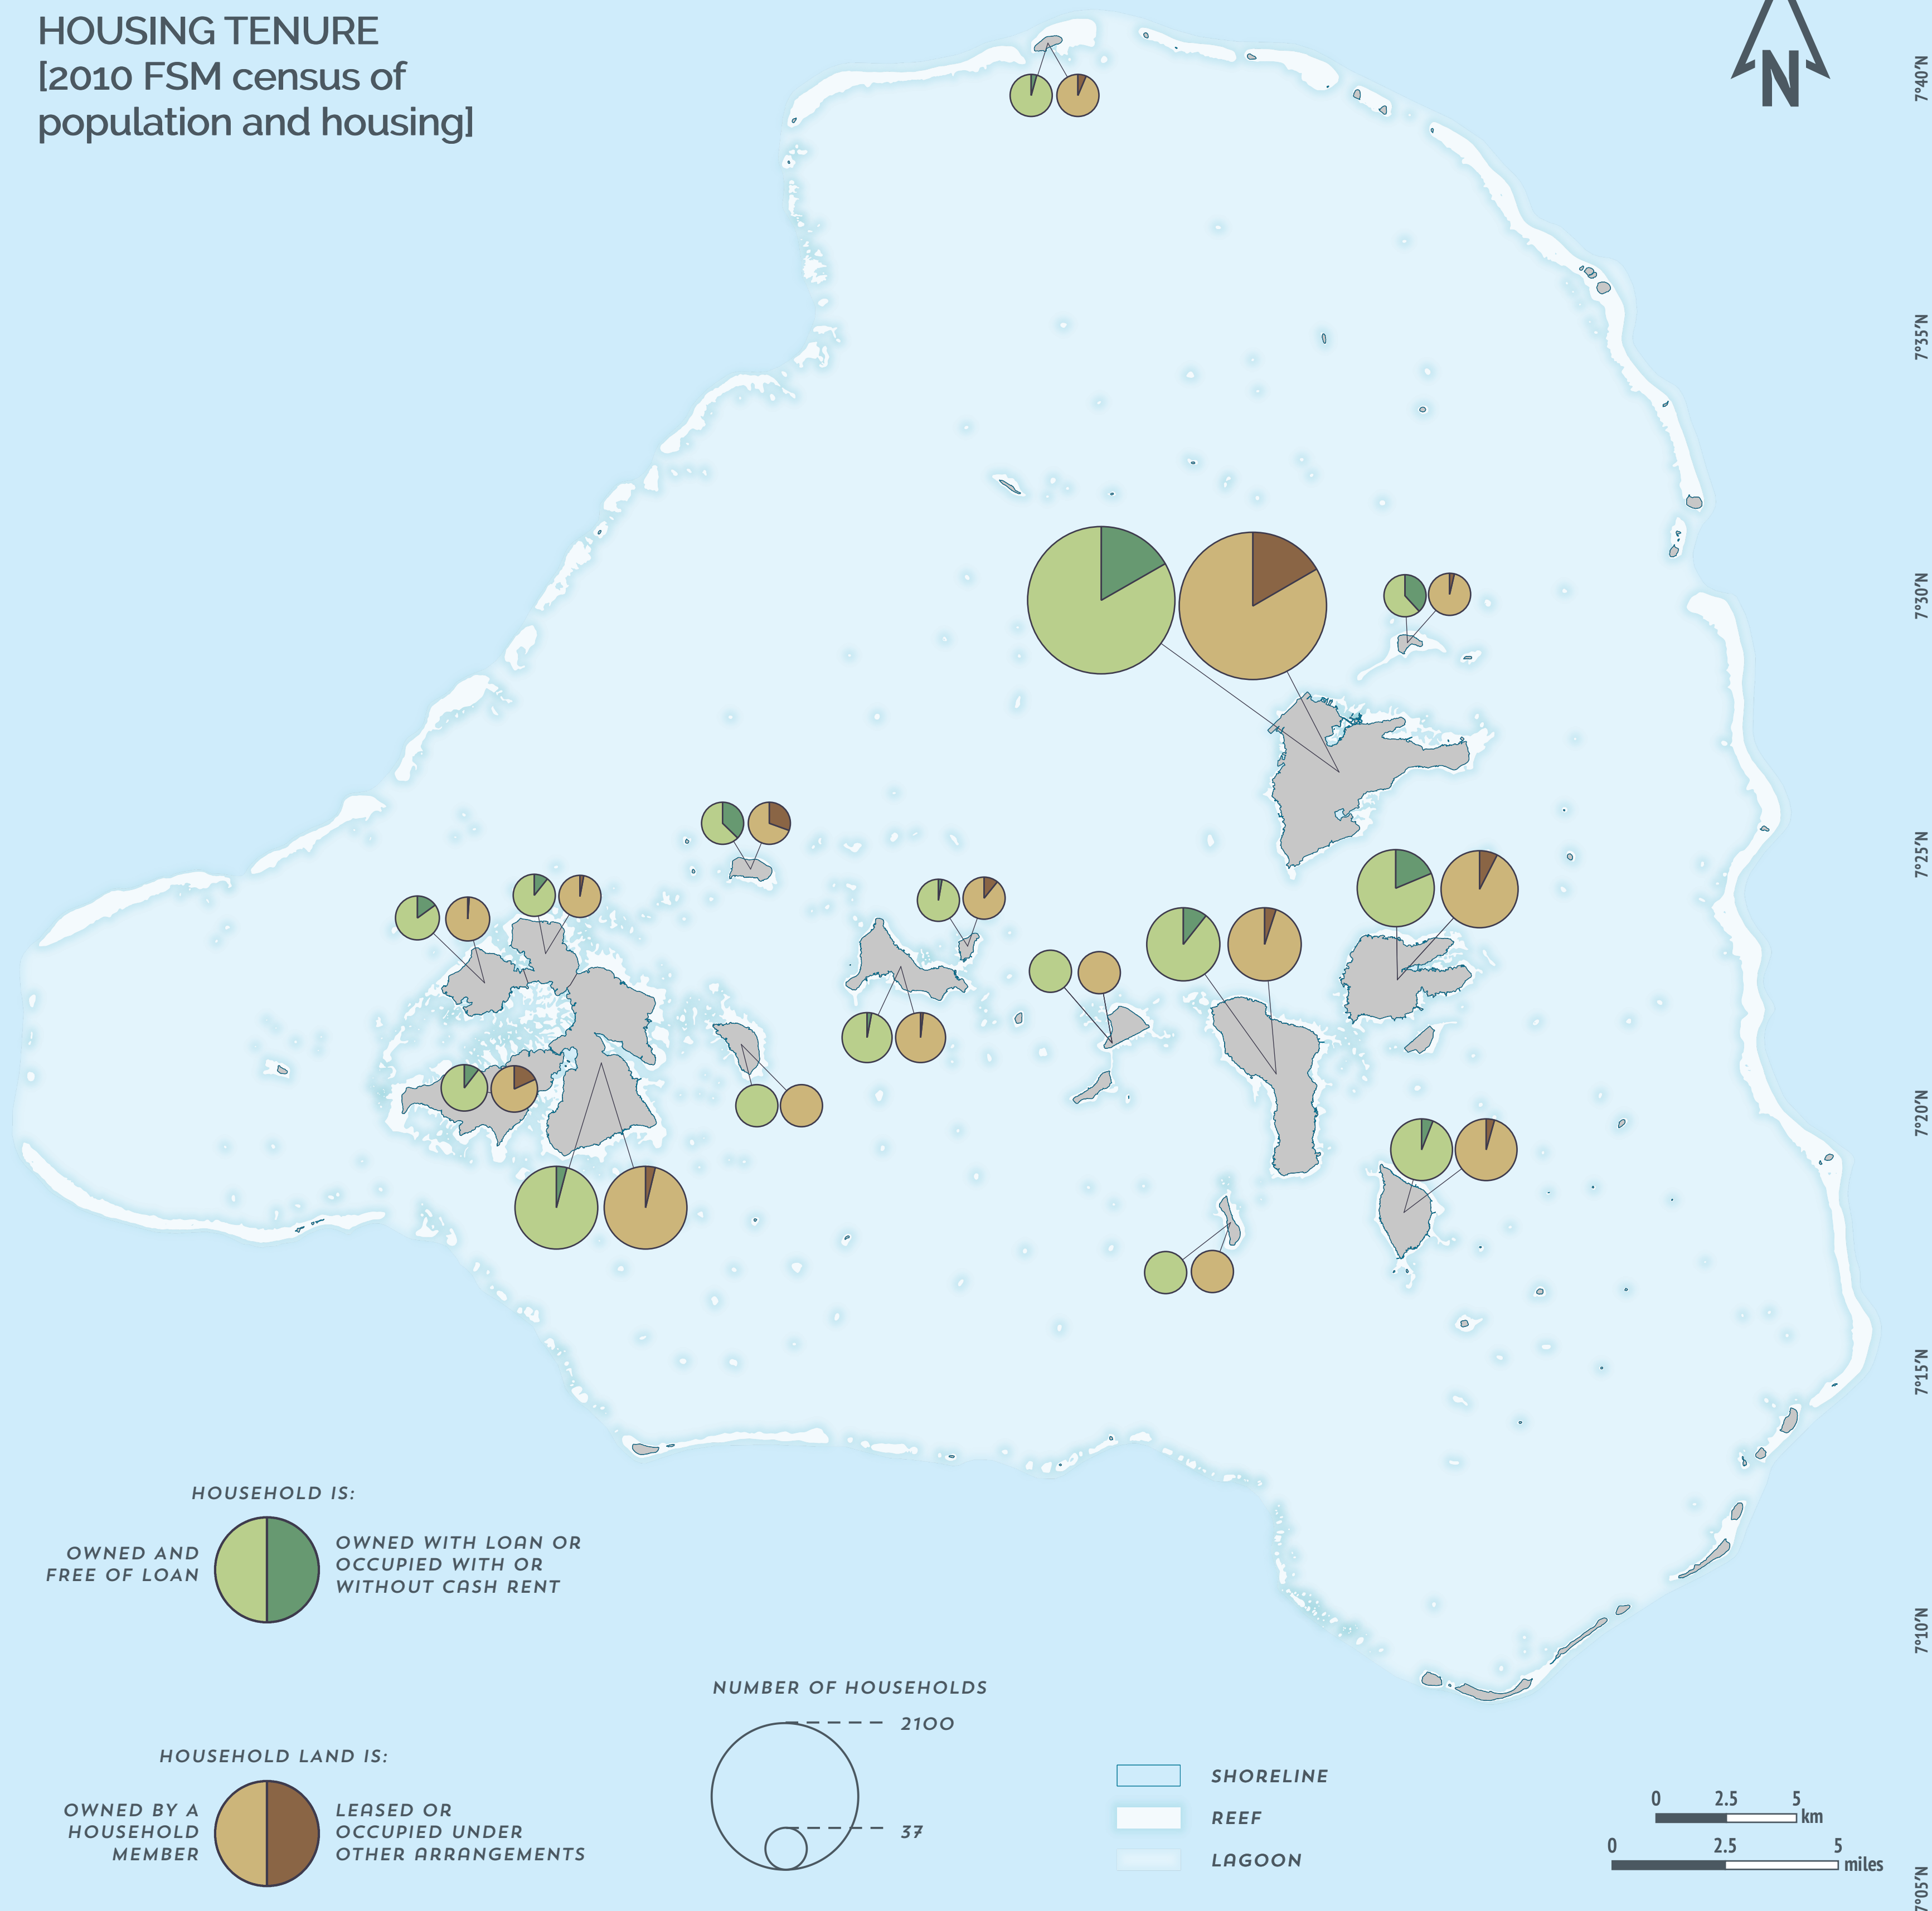 HOUSING TENURE
[2010 FSM census of
population and housing]
N
7°40'N
7°35'N
7°30'N
7°25'N
7°20'N
7°15'N
7°10'N
7°05'N
HOUSEHOLD IS:
OWNED AND
FREE OF LOAN
OWNED WITH LOAN OR
OCCUPIED WITH OR
WITHOUT CASH RENT
HOUSEHOLD LAND IS:
OWNED BY A
HOUSEHOLD
MEMBER
LEASED OR
OCCUPIED UNDER
OTHER ARRANGEMENTS
NUMBER OF HOUSEHOLDS
2100
37
SHORELINE
REEF
LAGOON
0 2.5 5
km
0 2.5 5
miles